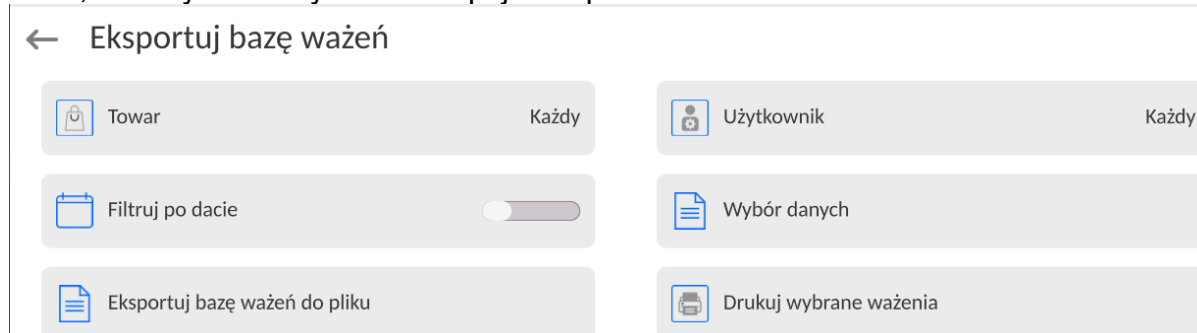 Eksportuj bazę ważeń
Towar Każdy
Użytkownik Każdy
Filtruj po dacie
Wybór danych
Eksportuj bazę ważeń do pliku
Drukuj wybrane ważenia